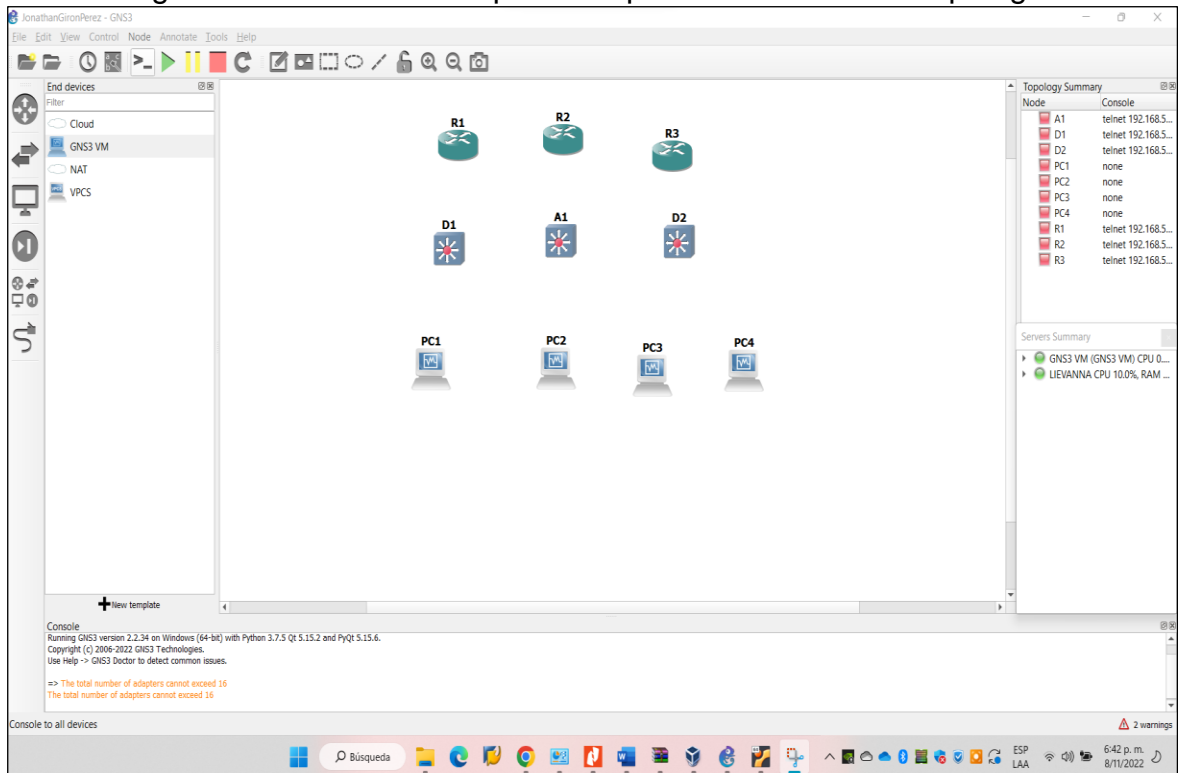 JonathanGironPerez - GNS3
File Edit View Control Node Annotate Tools Help
End devices
Filter
Cloud
GNS3 VM
NAT
VPCS
New template
R1
R2
R3
D1
A1
D2
PC1
PC2
PC3
PC4
Topology Summary
Node Console
A1 telnet 192.168.5...
D1 telnet 192.168.5...
D2 telnet 192.168.5...
PC1 none
PC2 none
PC3 none
PC4 none
R1 telnet 192.168.5...
R2 telnet 192.168.5...
R3 telnet 192.168.5...
Servers Summary
GNS3 VM (GNS3 VM) CPU 0....
LIEVANNA CPU 10.0%, RAM ...
Console
Running GNS3 version 2.2.34 on Windows (64-bit) with Python 3.7.5 Qt 5.15.2 and PyQt 5.15.6.
Copyright (c) 2006-2022 GNS3 Technologies.
Use Help -> GNS3 Doctor to detect common issues.
=> The total number of adapters cannot exceed 16
The total number of adapters cannot exceed 16
Console to all devices
2 warnings
Búsqueda
ESP
LAA
6:42 p. m.
8/11/2022